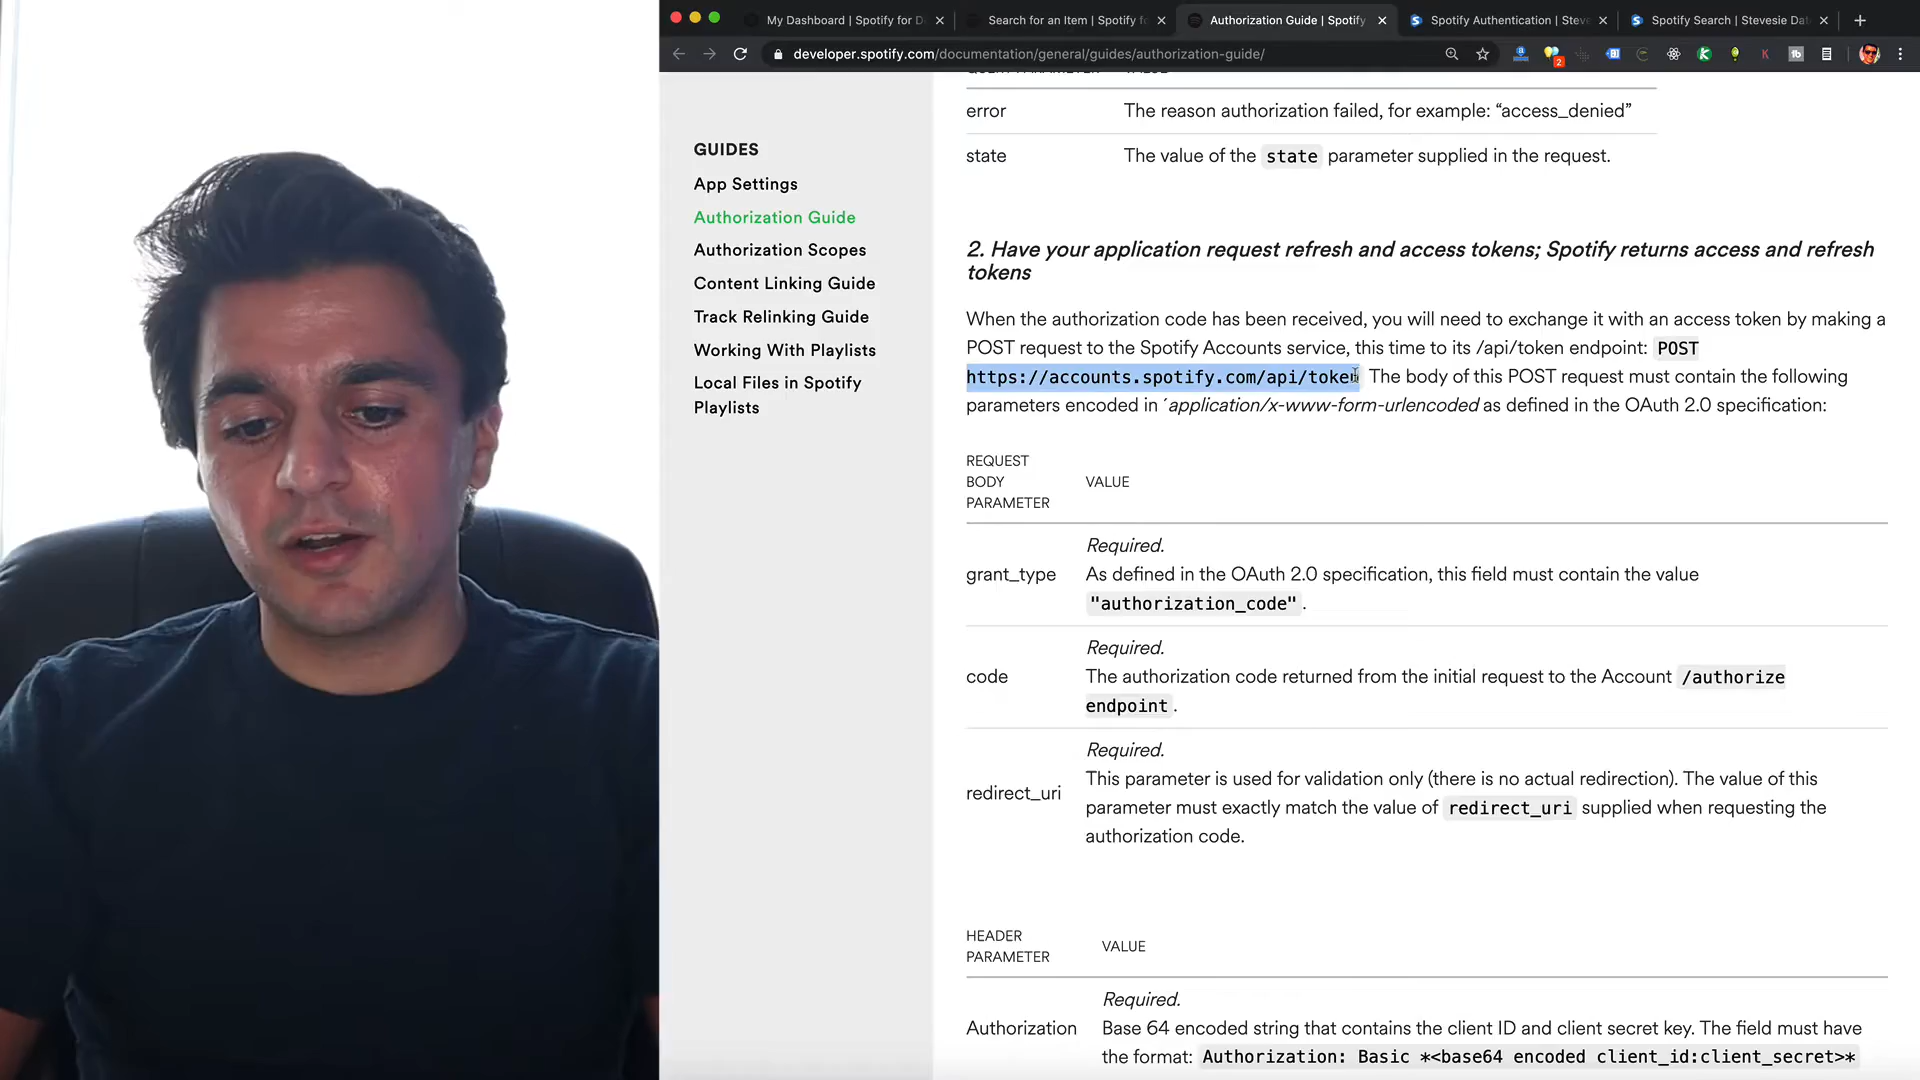 My Dashboard | Spotify for D
Search for an Item | Spotify fo
Authorization Guide | Spotify
Spotify Authentication | Steve
Spotify Search | Stevesie Dat
developer.spotify.com/documentation/general/guides/authorization-guide/
2
GUIDES
App Settings
Authorization Guide
Authorization Scopes
Content Linking Guide
Track Relinking Guide
Working With Playlists
Local Files in Spotify
Playlists
error The reason authorization failed, for example: “access_denied”
state The value of the state parameter supplied in the request.
2. Have your application request refresh and access tokens; Spotify returns access and refresh
tokens
When the authorization code has been received, you will need to exchange it with an access token by making a
POST request to the Spotify Accounts service, this time to its /api/token endpoint: POST
https://accounts.spotify.com/api/token The body of this POST request must contain the following
parameters encoded in ´application/x-www-form-urlencoded as defined in the OAuth 2.0 specification:
REQUEST
BODY VALUE
PARAMETER
Required.
grant_type As defined in the OAuth 2.0 specification, this field must contain the value
"authorization_code".
Required.
code The authorization code returned from the initial request to the Account /authorize
endpoint.
Required.
This parameter is used for validation only (there is no actual redirection). The value of this
redirect_uri parameter must exactly match the value of redirect_uri supplied when requesting the
authorization code.
HEADER
PARAMETER VALUE
Required.
Authorization Base 64 encoded string that contains the client ID and client secret key. The field must have
the format: Authorization: Basic *<base64 encoded client_id:client_secret>*